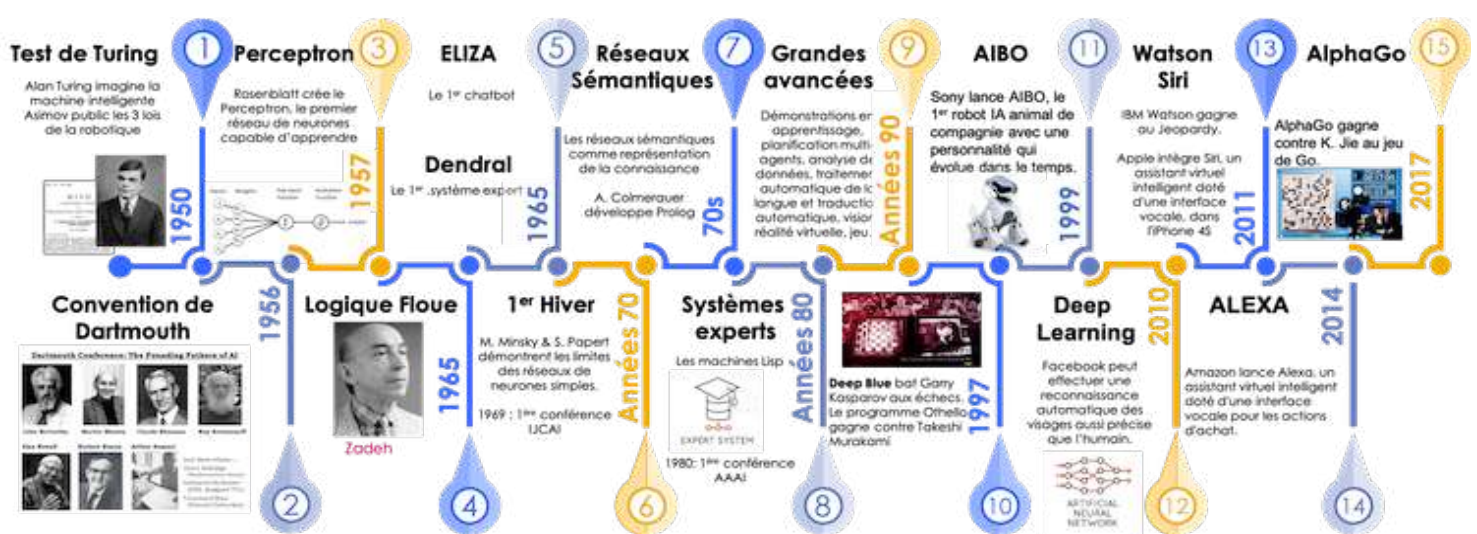 Test de Turing
Alan Turing imagine la
machine intelligente
Asimov public les 3 lois
de la robotique
1950
1
Convention de
Dartmouth
Dartmouth Conference: The Founding Fathers of AI
1956
2
Perceptron
Rosenblatt crée le
Perceptron, le premier
réseau de neurones
capable d'apprendre
1957
3
Logique Floue
Zadeh
1965
4
ELIZA
Le 1er chatbot
Dendral
Le 1er .système expert
1965
5
1er Hiver
M. Minsky & S. Papert
démontrent les limites
des réseaux de
neurones simples.
1969 : 1ère conférence
IJCAI
Années 70
6
Réseaux
Sémantiques
Les réseaux sémantiques
comme représentation
de la connaissance
A. Colmerauer
développe Prolog
70s
7
Systèmes
experts
Les machines Lisp
EXPERT SYSTEM
1980: 1ère conférence
AAAI
Années 80
8
Grandes
avancées
Démonstrations en
apprentissage,
planification multi-
agents, analyse de
données, traitement
automatique de la
langue et traduction
automatique, vision
réalité virtuelle, jeu.
Années 90
9
Deep Blue bat Garry
Kasparov aux échecs.
Le programme Othello
gagne contre Takeshi
Murakami
1997
10
AIBO
Sony lance AIBO, le
1er robot IA animal de
compagnie avec une
personnalité qui
évolue dans le temps.
1999
11
Deep
Learning
Facebook peut
effectuer une
reconnaissance
automatique des
visages aussi précise
que l'humain.
ARTIFICIAL
NEURAL
NETWORK
2010
12
Watson
Siri
IBM Watson gagne
au Jeopardy.
Apple intègre Siri, un
assistant virtuel
intelligent doté
d'une interface
vocale, dans
l'iPhone 4S
2011
13
ALEXA
Amazon lance Alexa, un
assistant virtuel intelligent
doté d'une interface
vocale pour les actions
d'achat.
2014
14
AlphaGo
AlphaGo gagne
contre K. Jie au jeu
de Go.
2017
15